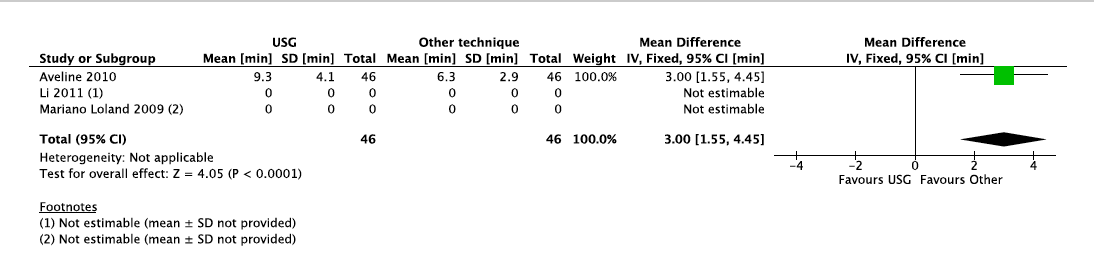 USG Other technique Mean Difference Mean Difference
Study or Subgroup Mean [min] SD [min] Total Mean [min] SD [min] Total Weight IV, Fixed, 95% CI [min] IV, Fixed, 95% CI [min]
Aveline 2010 9.3 4.1 46 6.3 2.9 46 100.0% 3.00 [1.55, 4.45]
Li 2011 (1) 0 0 0 0 0 0 Not estimable
Mariano Loland 2009 (2) 0 0 0 0 0 0 Not estimable
Total (95% CI) 46 46 100.0% 3.00 [1.55, 4.45]
Heterogeneity: Not applicable
Test for overall effect: Z = 4.05 (P < 0.0001)
-4 -2 0 2 4
Favours USG Favours Other
Footnotes
(1) Not estimable (mean ± SD not provided)
(2) Not estimable (mean ± SD not provided)